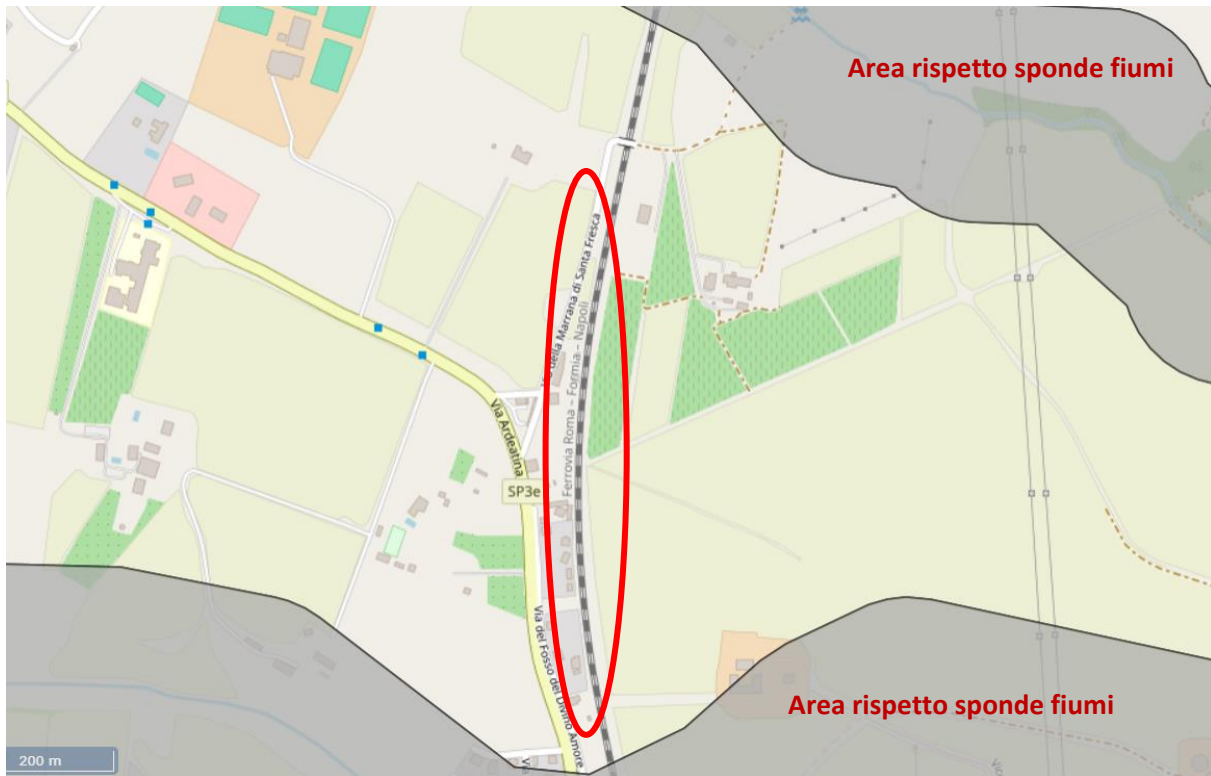 Area rispetto sponde fiumi
della Marrana di Santa Fresca
Ferrovia Roma – Formia – Napoli
Via Ardeatina
SP3e
Via del Fosso del Divino Amore
Area rispetto sponde fiumi
200 m